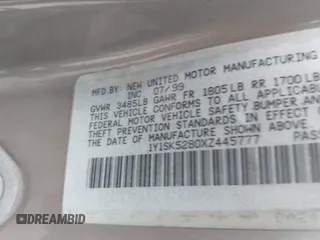 MFD BY NEW UNITED MOTOR MANUFACTURING
INC 07/99
GVWR 3485LB GAWR FR 1805LB RR 1700LB
THIS VEHICLE CONFORMS TO ALL APPLICABLE
FEDERAL MOTOR VEHICLE SAFETY, BUMPER AND
THEFT PREVENTION STANDARDS IN EFFECT
DATE OF MANUFACTURE SHOWN ABOVE
1Y1SK5280XZ445777 PASS
DREAMBID